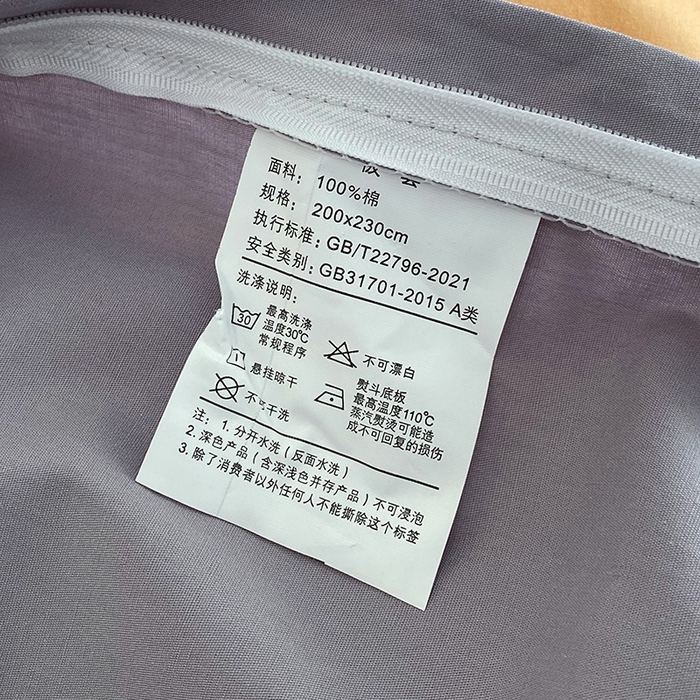 面料： 100%棉
规格： 200x230cm
执行标准: GB/T22796-2021
安全类别: GB31701-2015 A类
洗涤说明:
30 最高洗涤
温度30℃
常规程序
不可漂白
悬挂晾干
熨斗底板
最高温度110℃
蒸汽熨烫可能造
成不可回复的损伤
不可干洗
注: 1. 分开水洗 ( 反面水洗 )
2. 深色产品 ( 含深浅色并存产品 ) 不可浸泡
3. 除了消费者以外任何人不能撕除这个标签